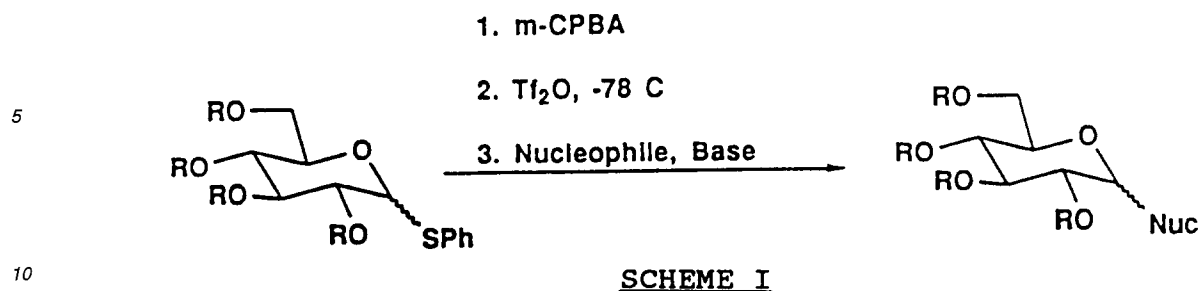 1. m-CPBA
2. Tf₂O, -78 C
3. Nucleophile, Base
5
RO
O
RO
RO
RO
SPh
RO
O
RO
RO
RO
Nuc
10
SCHEME I